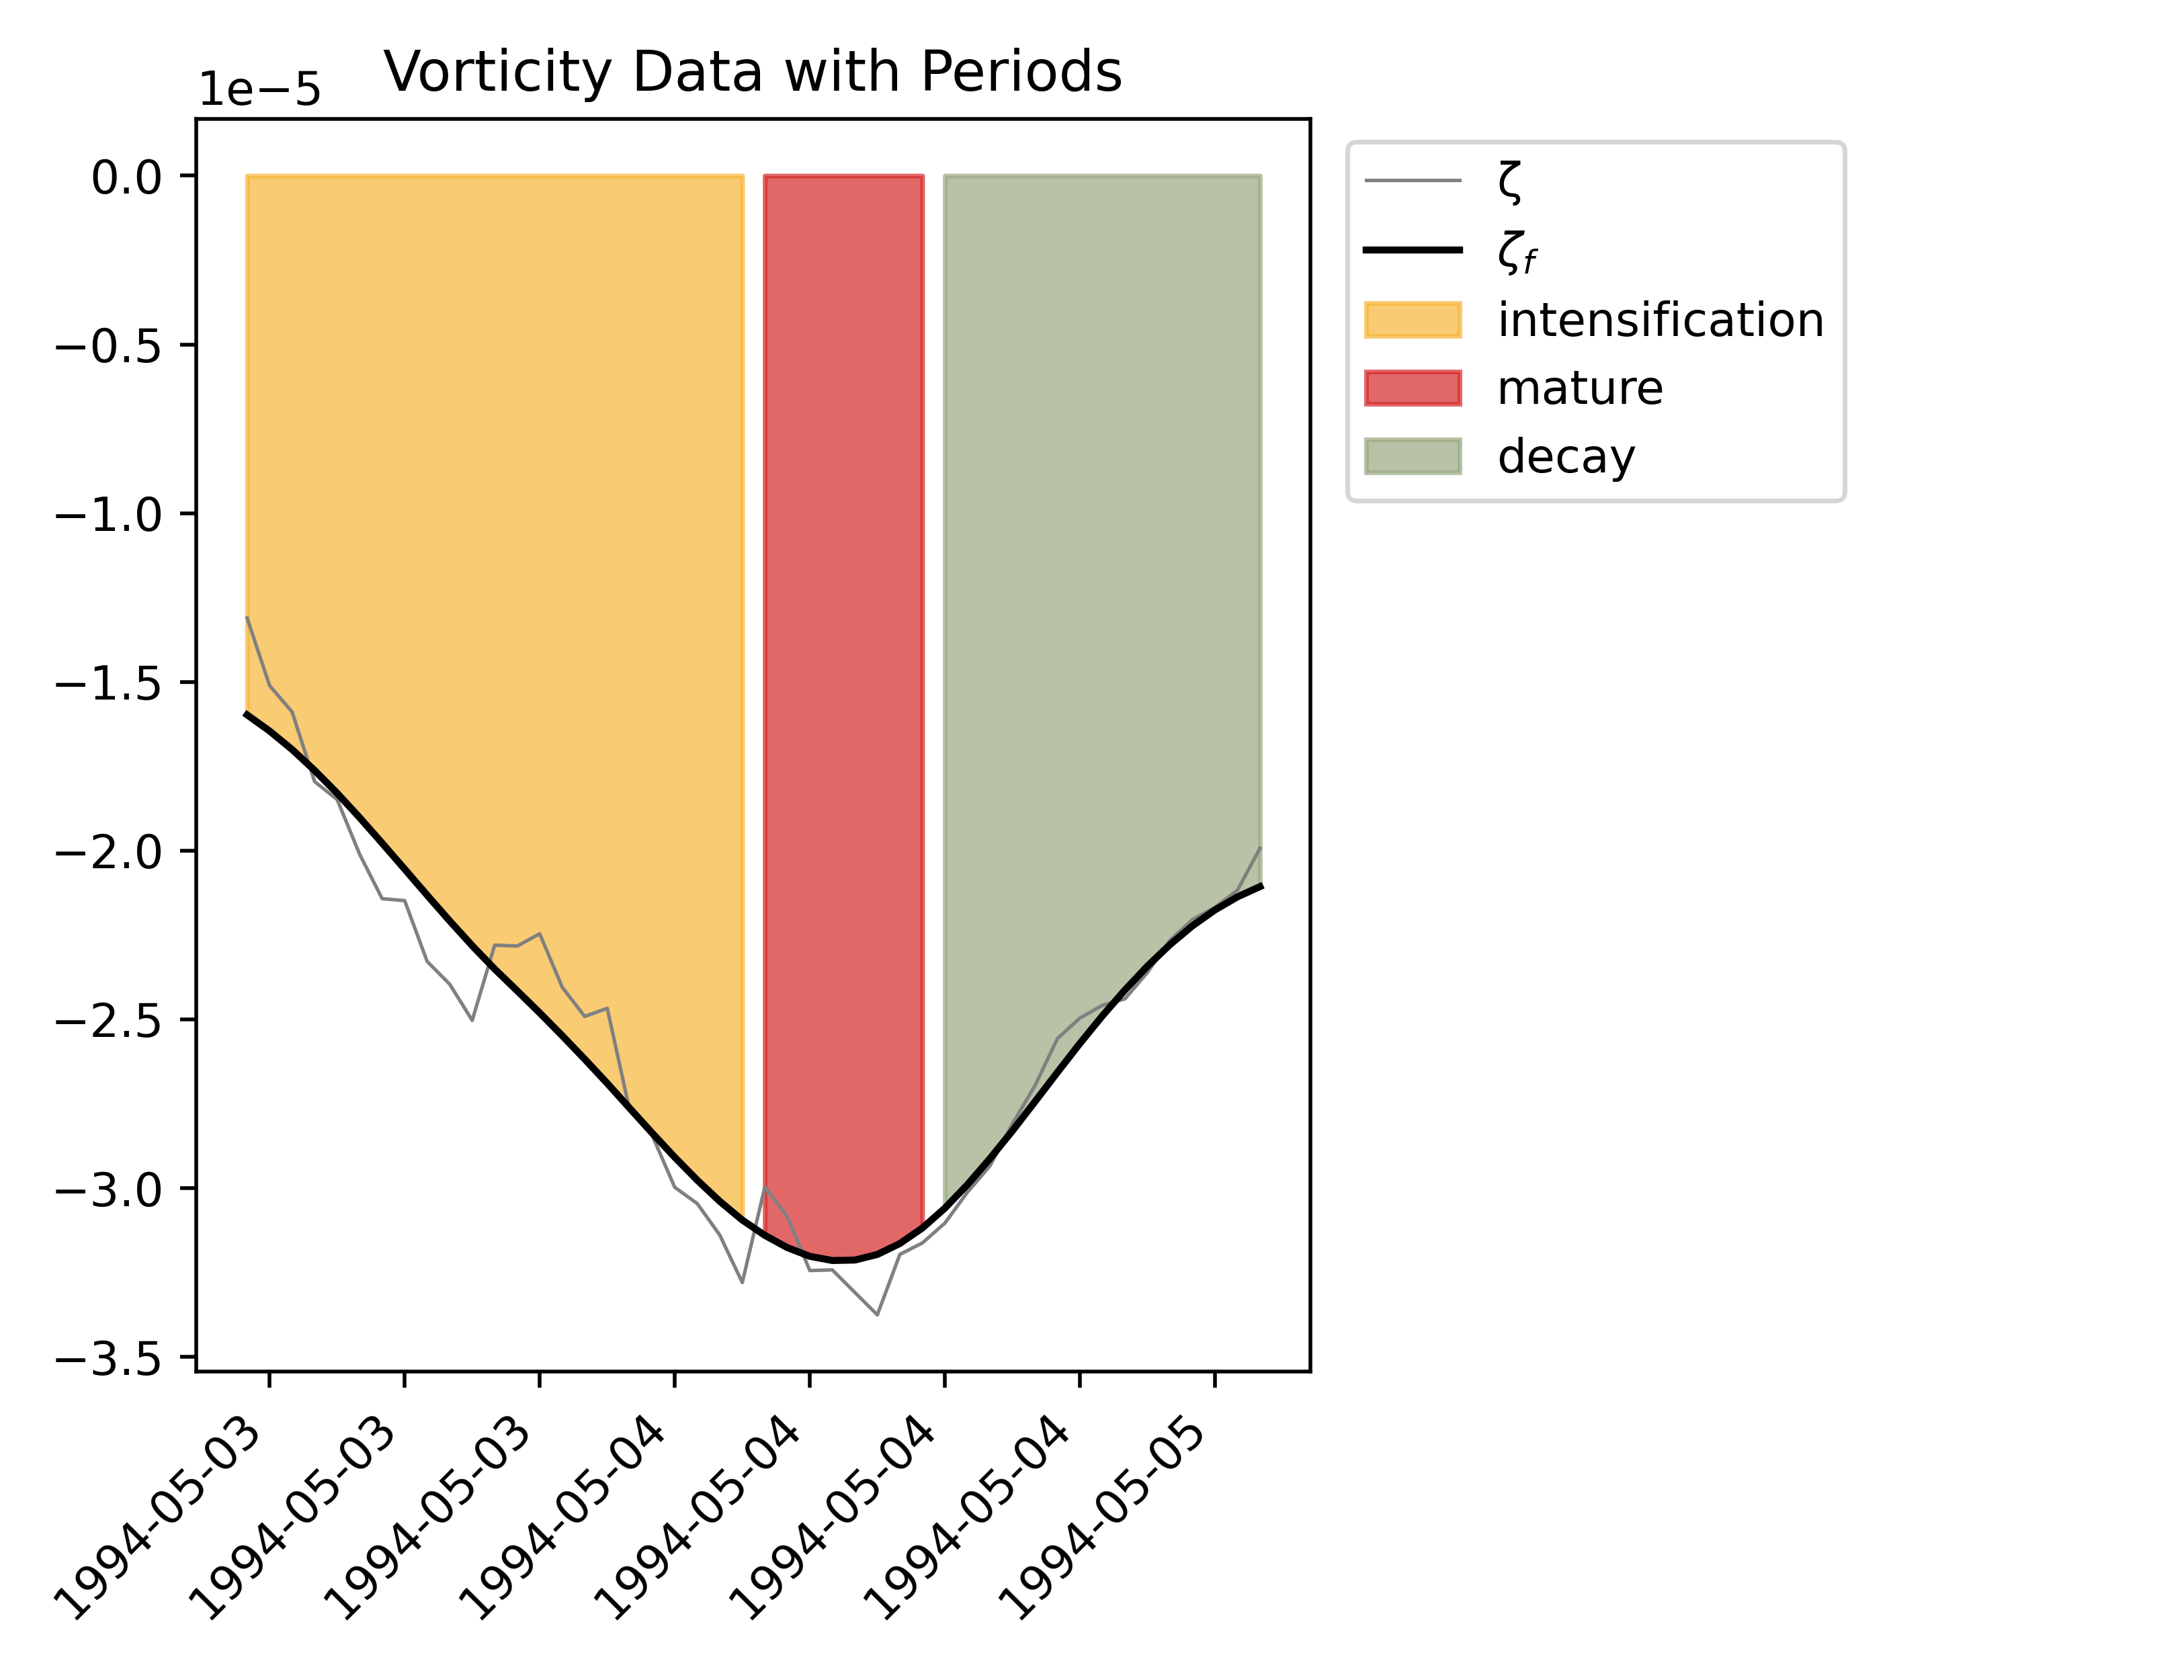 Vorticity Data with Periods
1e−5
0.0
−0.5
−1.0
−1.5
−2.0
−2.5
−3.0
−3.5
1994-05-03
1994-05-03
1994-05-03
1994-05-04
1994-05-04
1994-05-04
1994-05-04
1994-05-05
ζ
ζf
intensification
mature
decay